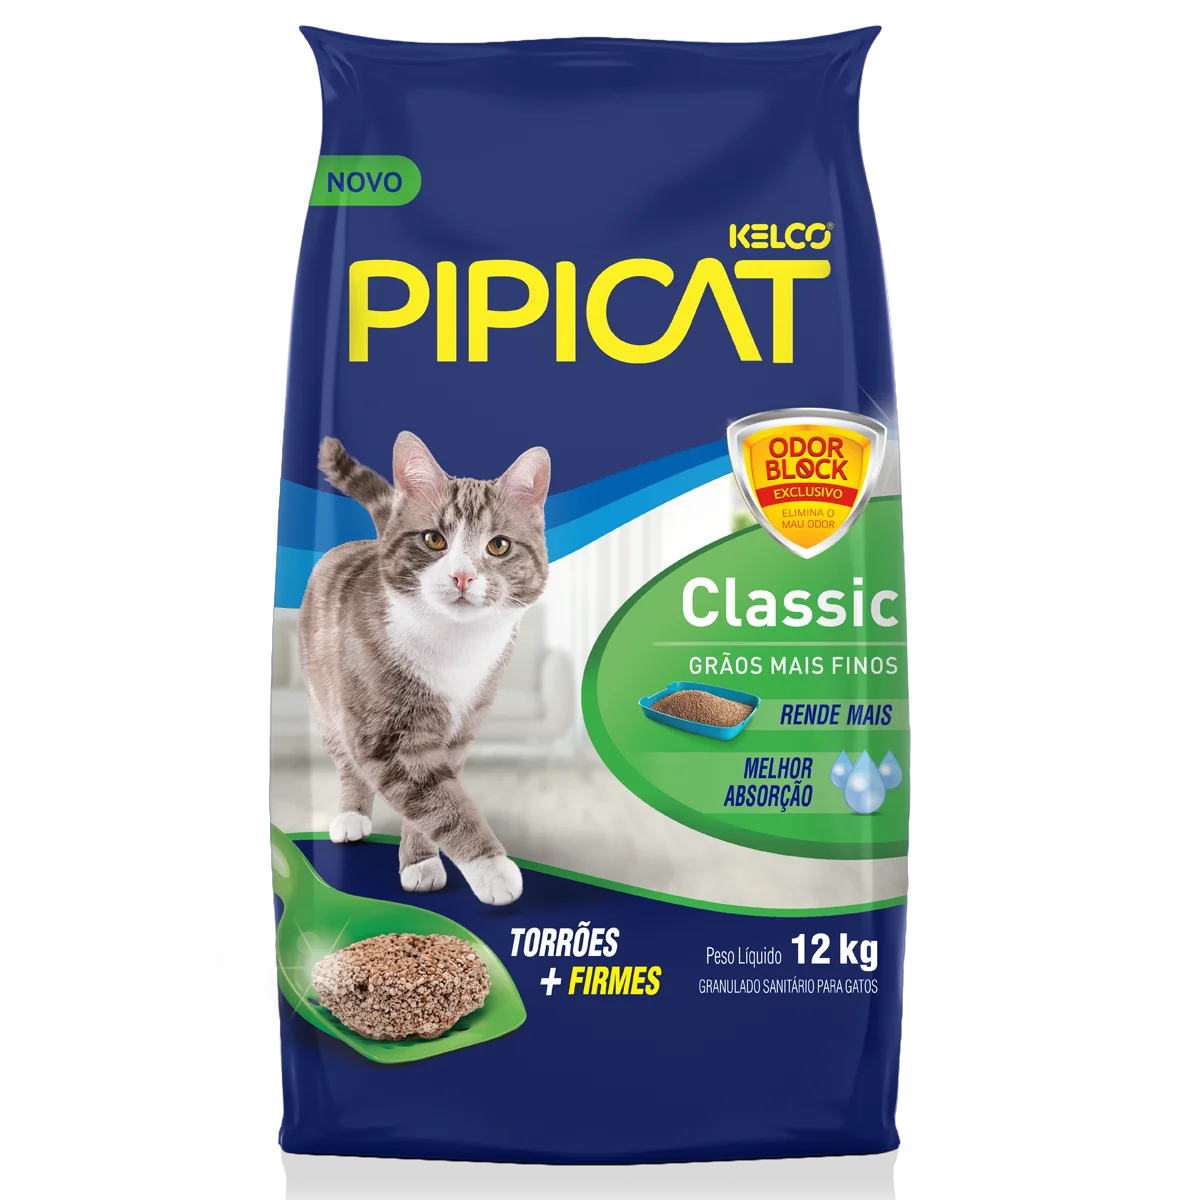 NOVO
KELCO®
PIPICAT
ODOR
BLOCK
EXCLUSIVO
ELIMINA O
MAU ODOR
Classic
GRÃOS MAIS FINOS
RENDE MAIS
MELHOR
ABSORÇÃO
TORRÕES
+ FIRMES
Peso Líquido 12 kg
GRANULADO SANITÁRIO PARA GATOS